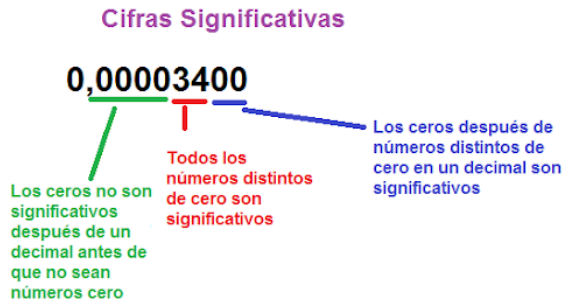 Cifras Significativas
0,00003400
Los ceros no son
significativos
después de un
decimal antes de
que no sean
números cero
Todos los
números distintos
de cero son
significativos
Los ceros después de
números distintos de
cero en un decimal son
significativos